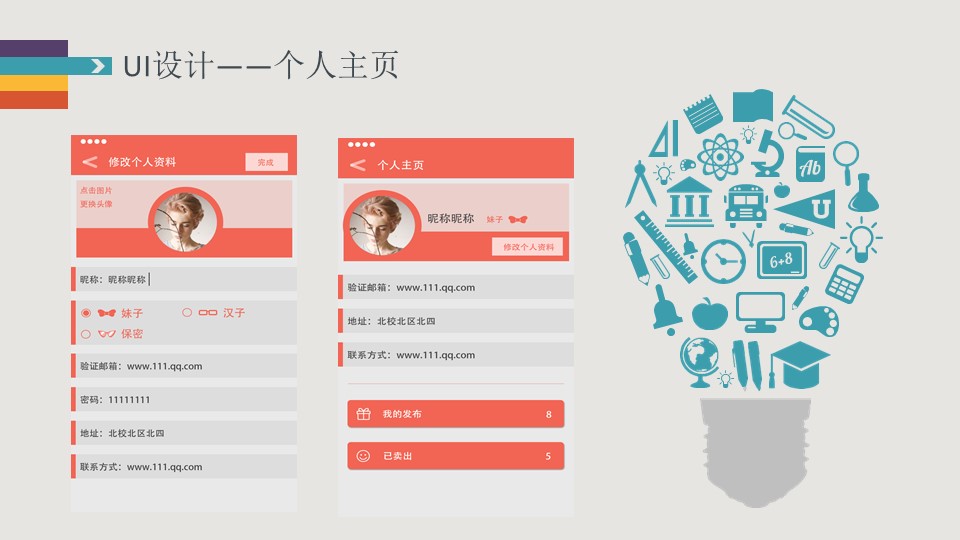 UI设计——个人主页
修改个人资料
完成
点击图片
更换头像
昵称：昵称昵称
妹子
汉子
保密
验证邮箱：www.111.qq.com
密码：11111111
地址：北校北区北四
联系方式：www.111.qq.com
个人主页
昵称昵称 妹子
修改个人资料
验证邮箱：www.111.qq.com
地址：北校北区北四
联系方式：www.111.qq.com
我的发布 8
已卖出 5
Ab
U
6+8